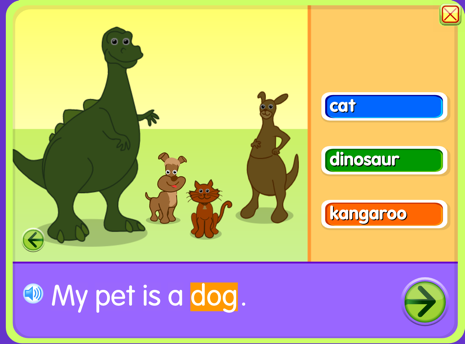 cat
dinosaur
kangaroo
My pet is a dog.